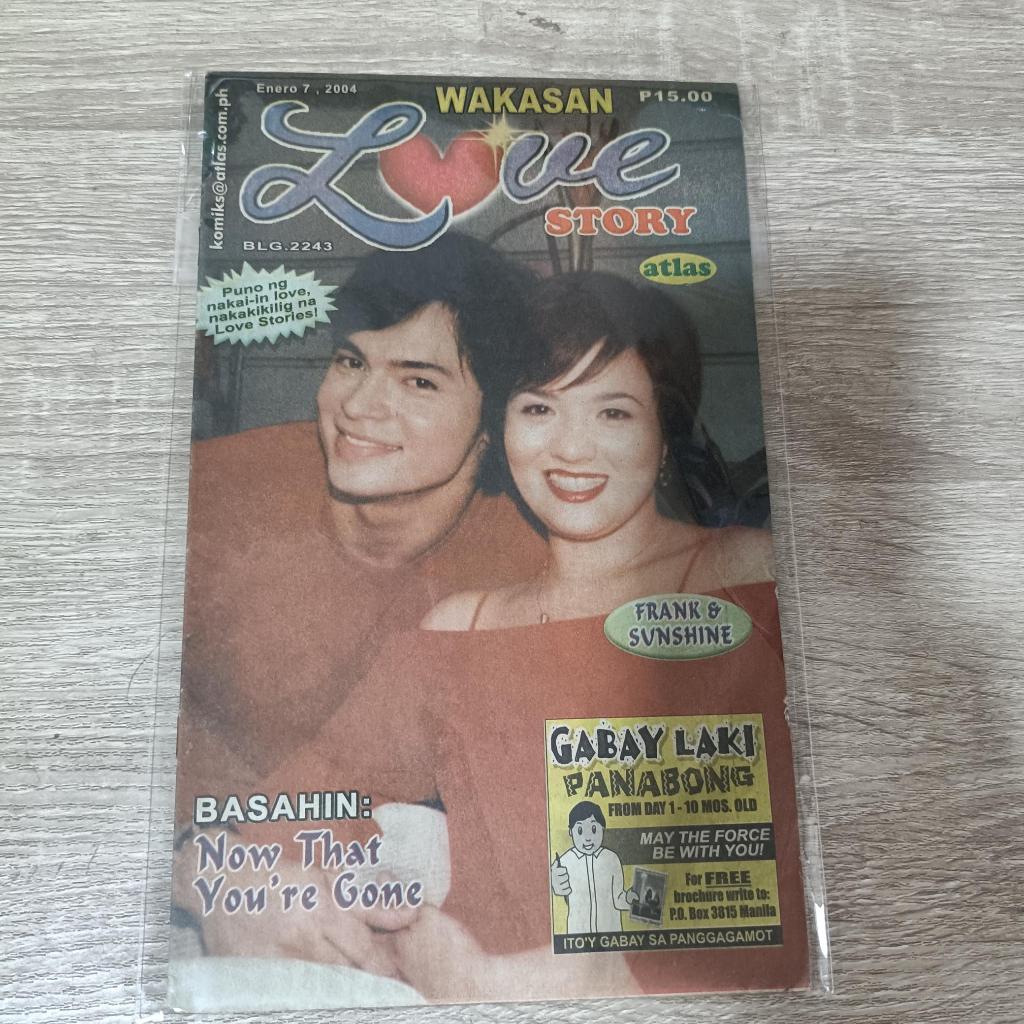 komiks@atlas.com.ph
Enero 7, 2004
WAKASAN
P15.00
Love
STORY
BLG.2243
atlas
Puno ng
nakai-in love,
nakakikilig na
Love Stories!
FRANK &
SUNSHINE
BASAHIN:
Now That
You're Gone
GABAY LAKI
PANABONG
FROM DAY 1 - 10 MOS. OLD
MAY THE FORCE
BE WITH YOU!
For FREE
brochure write to:
P.O. Box 3815 Manila
ITO'Y GABAY SA PANGGAGAMOT